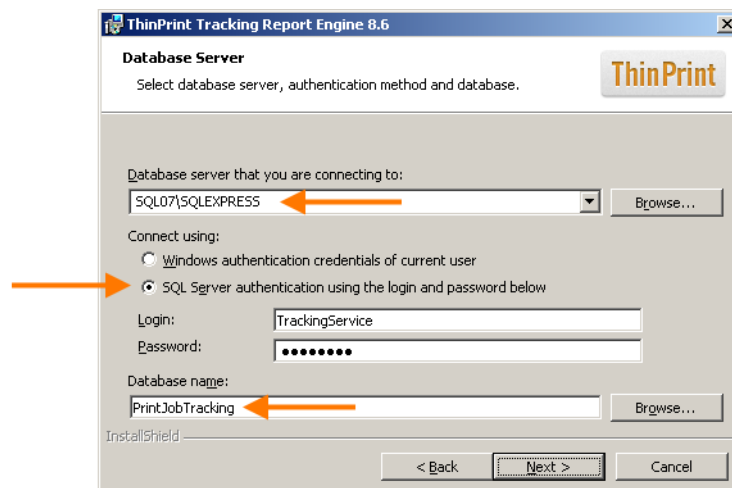 ThinPrint Tracking Report Engine 8.6
Database Server
Select database server, authentication method and database.
ThinPrint
Database server that you are connecting to:
SQL07\SQLEXPRESS
Browse...
Connect using:
Windows authentication credentials of current user
SQL Server authentication using the login and password below
Login:
TrackingService
Password:
●●●●●●●●
Database name:
PrintJobTracking
Browse...
InstallShield
< Back
Next >
Cancel